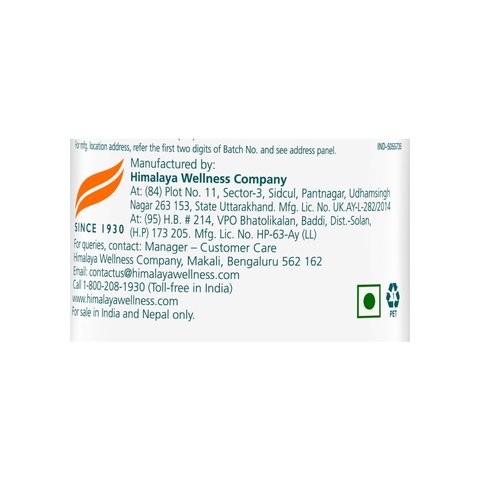 For mfg. location address, refer the first two digits of Batch No. and see address panel.
IND-5055735
Manufactured by:
Himalaya Wellness Company
At: (84) Plot No. 11, Sector-3, Sidcul, Pantnagar, Udhamsingh
Nagar 263 153, State Uttarakhand. Mfg. Lic. No. UK.AY-L-282/2014
At: (95) H.B. # 214, VPO Bhatolikalan, Baddi, Dist.-Solan,
(H.P) 173 205. Mfg. Lic. No. HP-63-Ay (LL)
SINCE 1930
For queries, contact: Manager – Customer Care
Himalaya Wellness Company, Makali, Bengaluru 562 162
Email: contactus@himalayawellness.com
Call 1-800-208-1930 (Toll-free in India)
www.himalayawellness.com
For sale in India and Nepal only.
1
PET